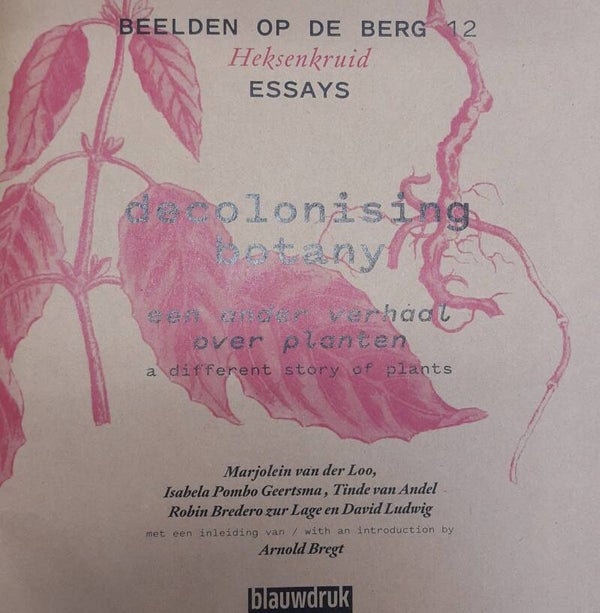 BEELDEN OP DE BERG 12
Heksenkruid
ESSAYS
decolonising
botany
een ander verhaal
over planten
a different story of plants
Marjolein van der Loo,
Isabela Pombo Geertsma , Tinde van Andel
Robin Bredero zur Lage en David Ludwig
met een inleiding van / with an introduction by
Arnold Bregt
blauwdruk